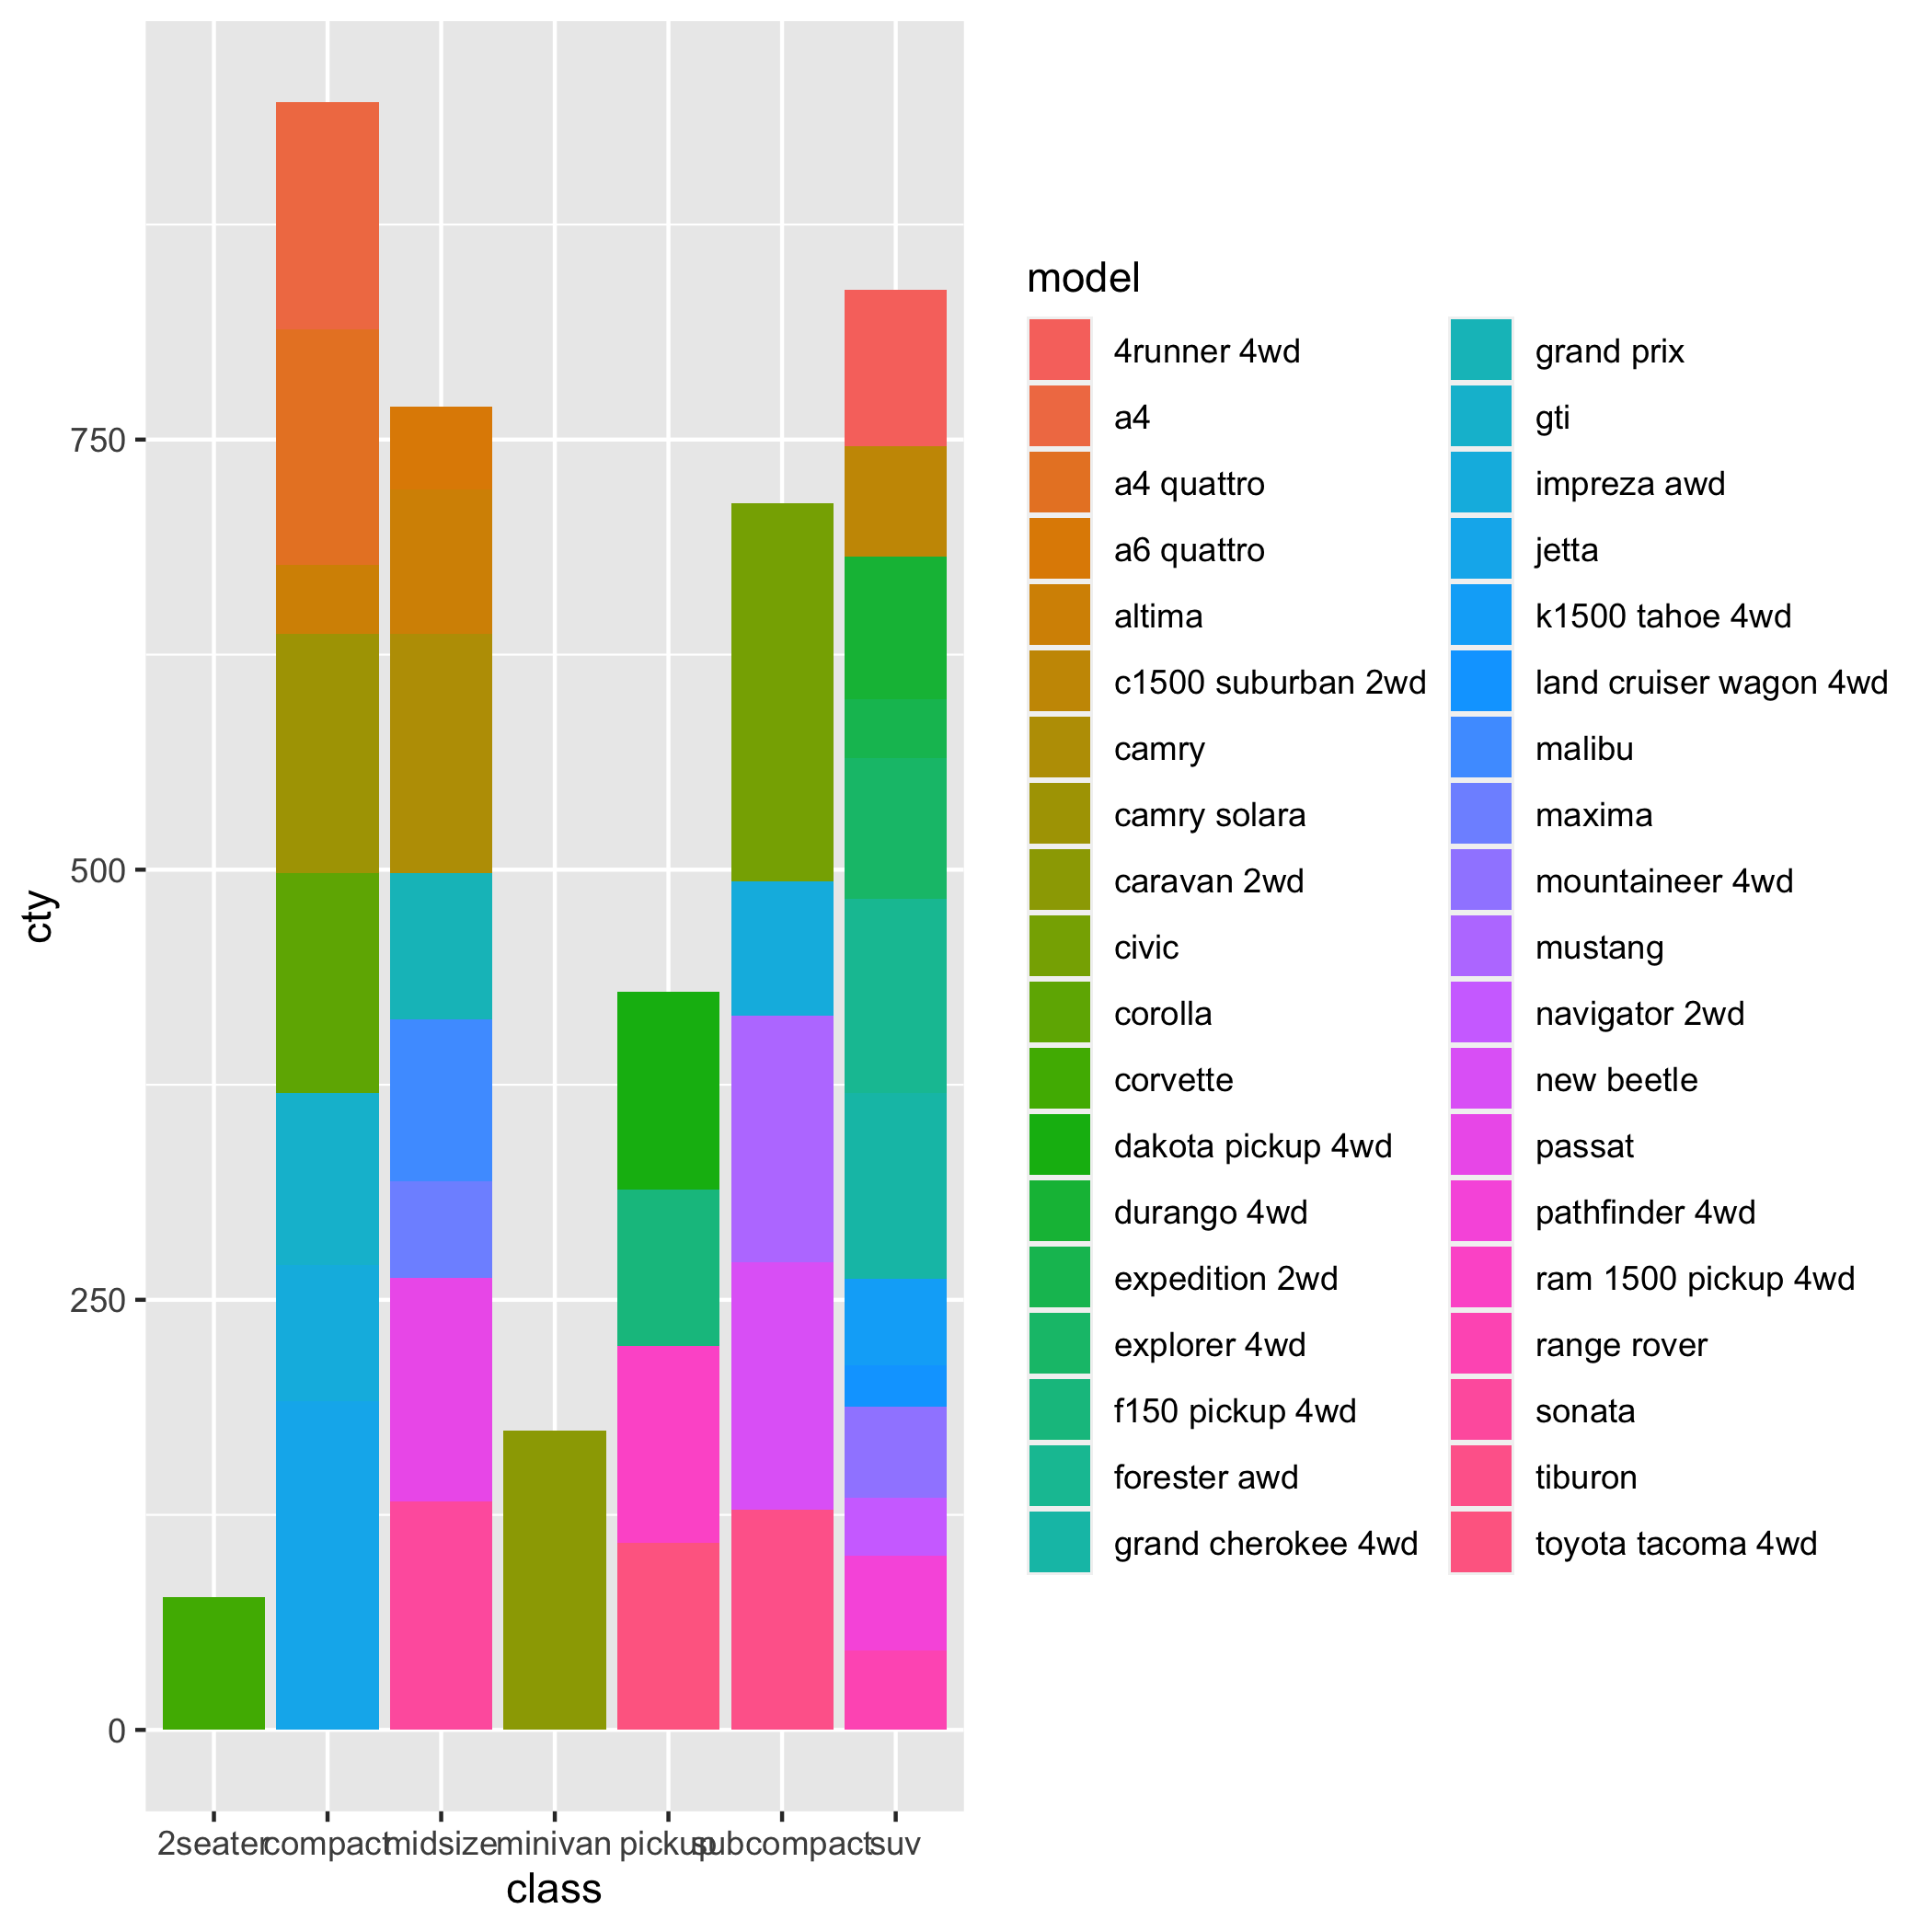 750
500
250
0
cty
2seater
compact
midsize
minivan
pickup
subcompact
suv
class
model
4runner 4wd
a4
a4 quattro
a6 quattro
altima
c1500 suburban 2wd
camry
camry solara
caravan 2wd
civic
corolla
corvette
dakota pickup 4wd
durango 4wd
expedition 2wd
explorer 4wd
f150 pickup 4wd
forester awd
grand cherokee 4wd
grand prix
gti
impreza awd
jetta
k1500 tahoe 4wd
land cruiser wagon 4wd
malibu
maxima
mountaineer 4wd
mustang
navigator 2wd
new beetle
passat
pathfinder 4wd
ram 1500 pickup 4wd
range rover
sonata
tiburon
toyota tacoma 4wd